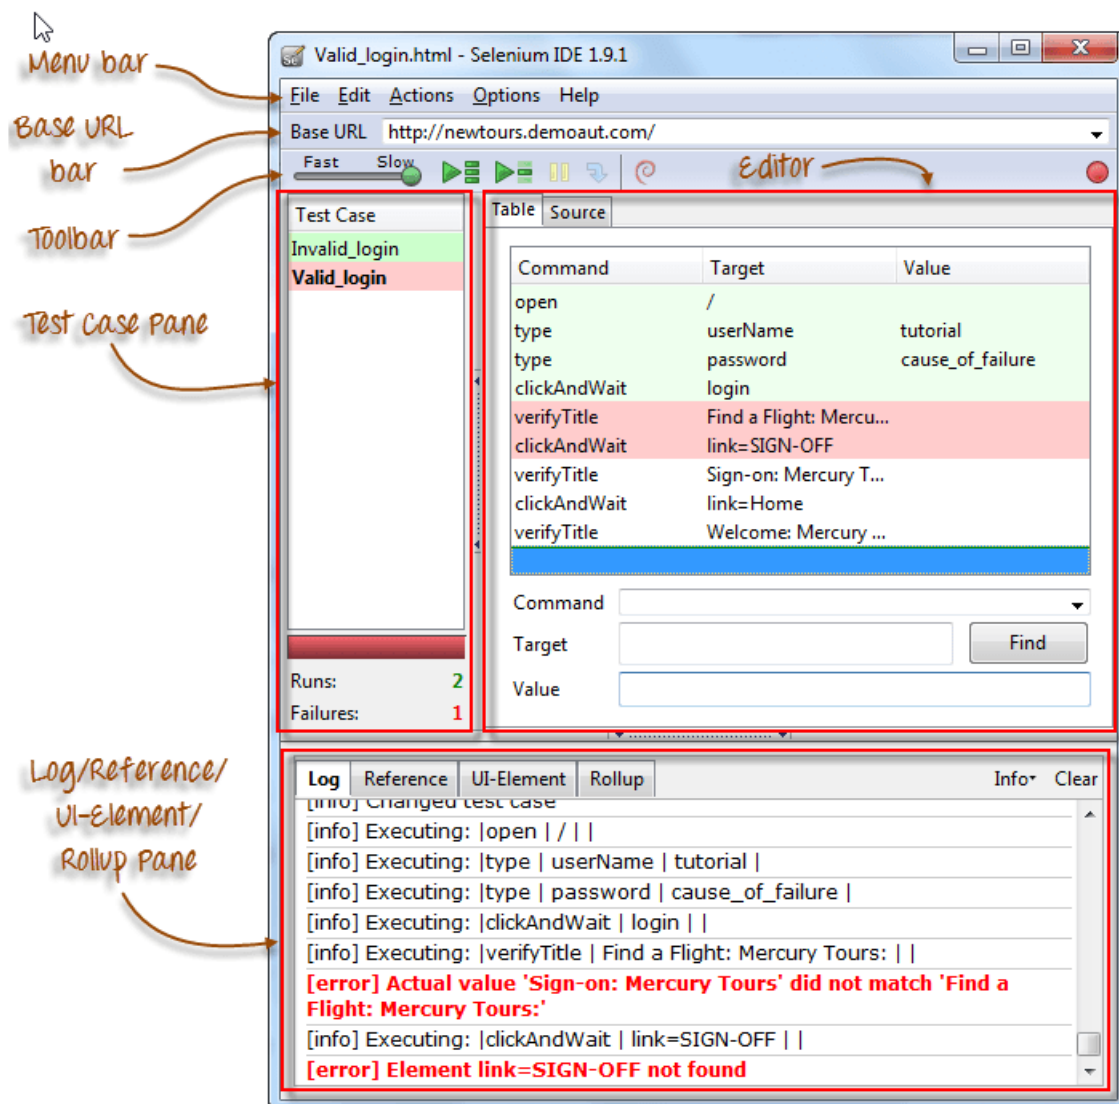 Valid_login.html - Selenium IDE 1.9.1
Menu bar
File Edit Actions Options Help
Base URL
bar
Base URL http://newtours.demoaut.com/
Fast Slow
Editor
Toolbar
Test Case
Invalid_login
Valid_login
Test Case Pane
Table Source
Command Target Value
open /
type userName tutorial
type password cause_of_failure
clickAndWait login
verifyTitle Find a Flight: Mercu...
clickAndWait link=SIGN-OFF
verifyTitle Sign-on: Mercury T...
clickAndWait link=Home
verifyTitle Welcome: Mercury ...
Command
Target Find
Value
Runs: 2
Failures: 1
Log/Reference/
UI-Element/
Rollup Pane
Log Reference UI-Element Rollup Info Clear
[info] Changed test case
[info] Executing: |open | / | |
[info] Executing: |type | userName | tutorial |
[info] Executing: |type | password | cause_of_failure |
[info] Executing: |clickAndWait | login | |
[info] Executing: |verifyTitle | Find a Flight: Mercury Tours: | |
[error] Actual value 'Sign-on: Mercury Tours' did not match 'Find a
Flight: Mercury Tours:'
[info] Executing: |clickAndWait | link=SIGN-OFF | |
[error] Element link=SIGN-OFF not found